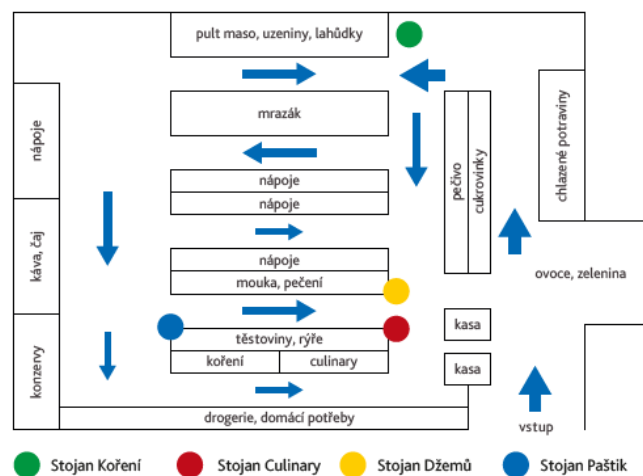 pult maso, uzeniny, lahůdky
mrazák
nápoje
nápoje
nápoje
mouka, pečení
těstoviny, rýře
koření
culinary
drogerie, domácí potřeby
nápoje
káva, čaj
konzervy
pečivo
cukrovinky
chlazené potraviny
ovoce, zelenina
kasa
kasa
vstup
Stojan Koření
Stojan Culinary
Stojan Džemů
Stojan Paštik